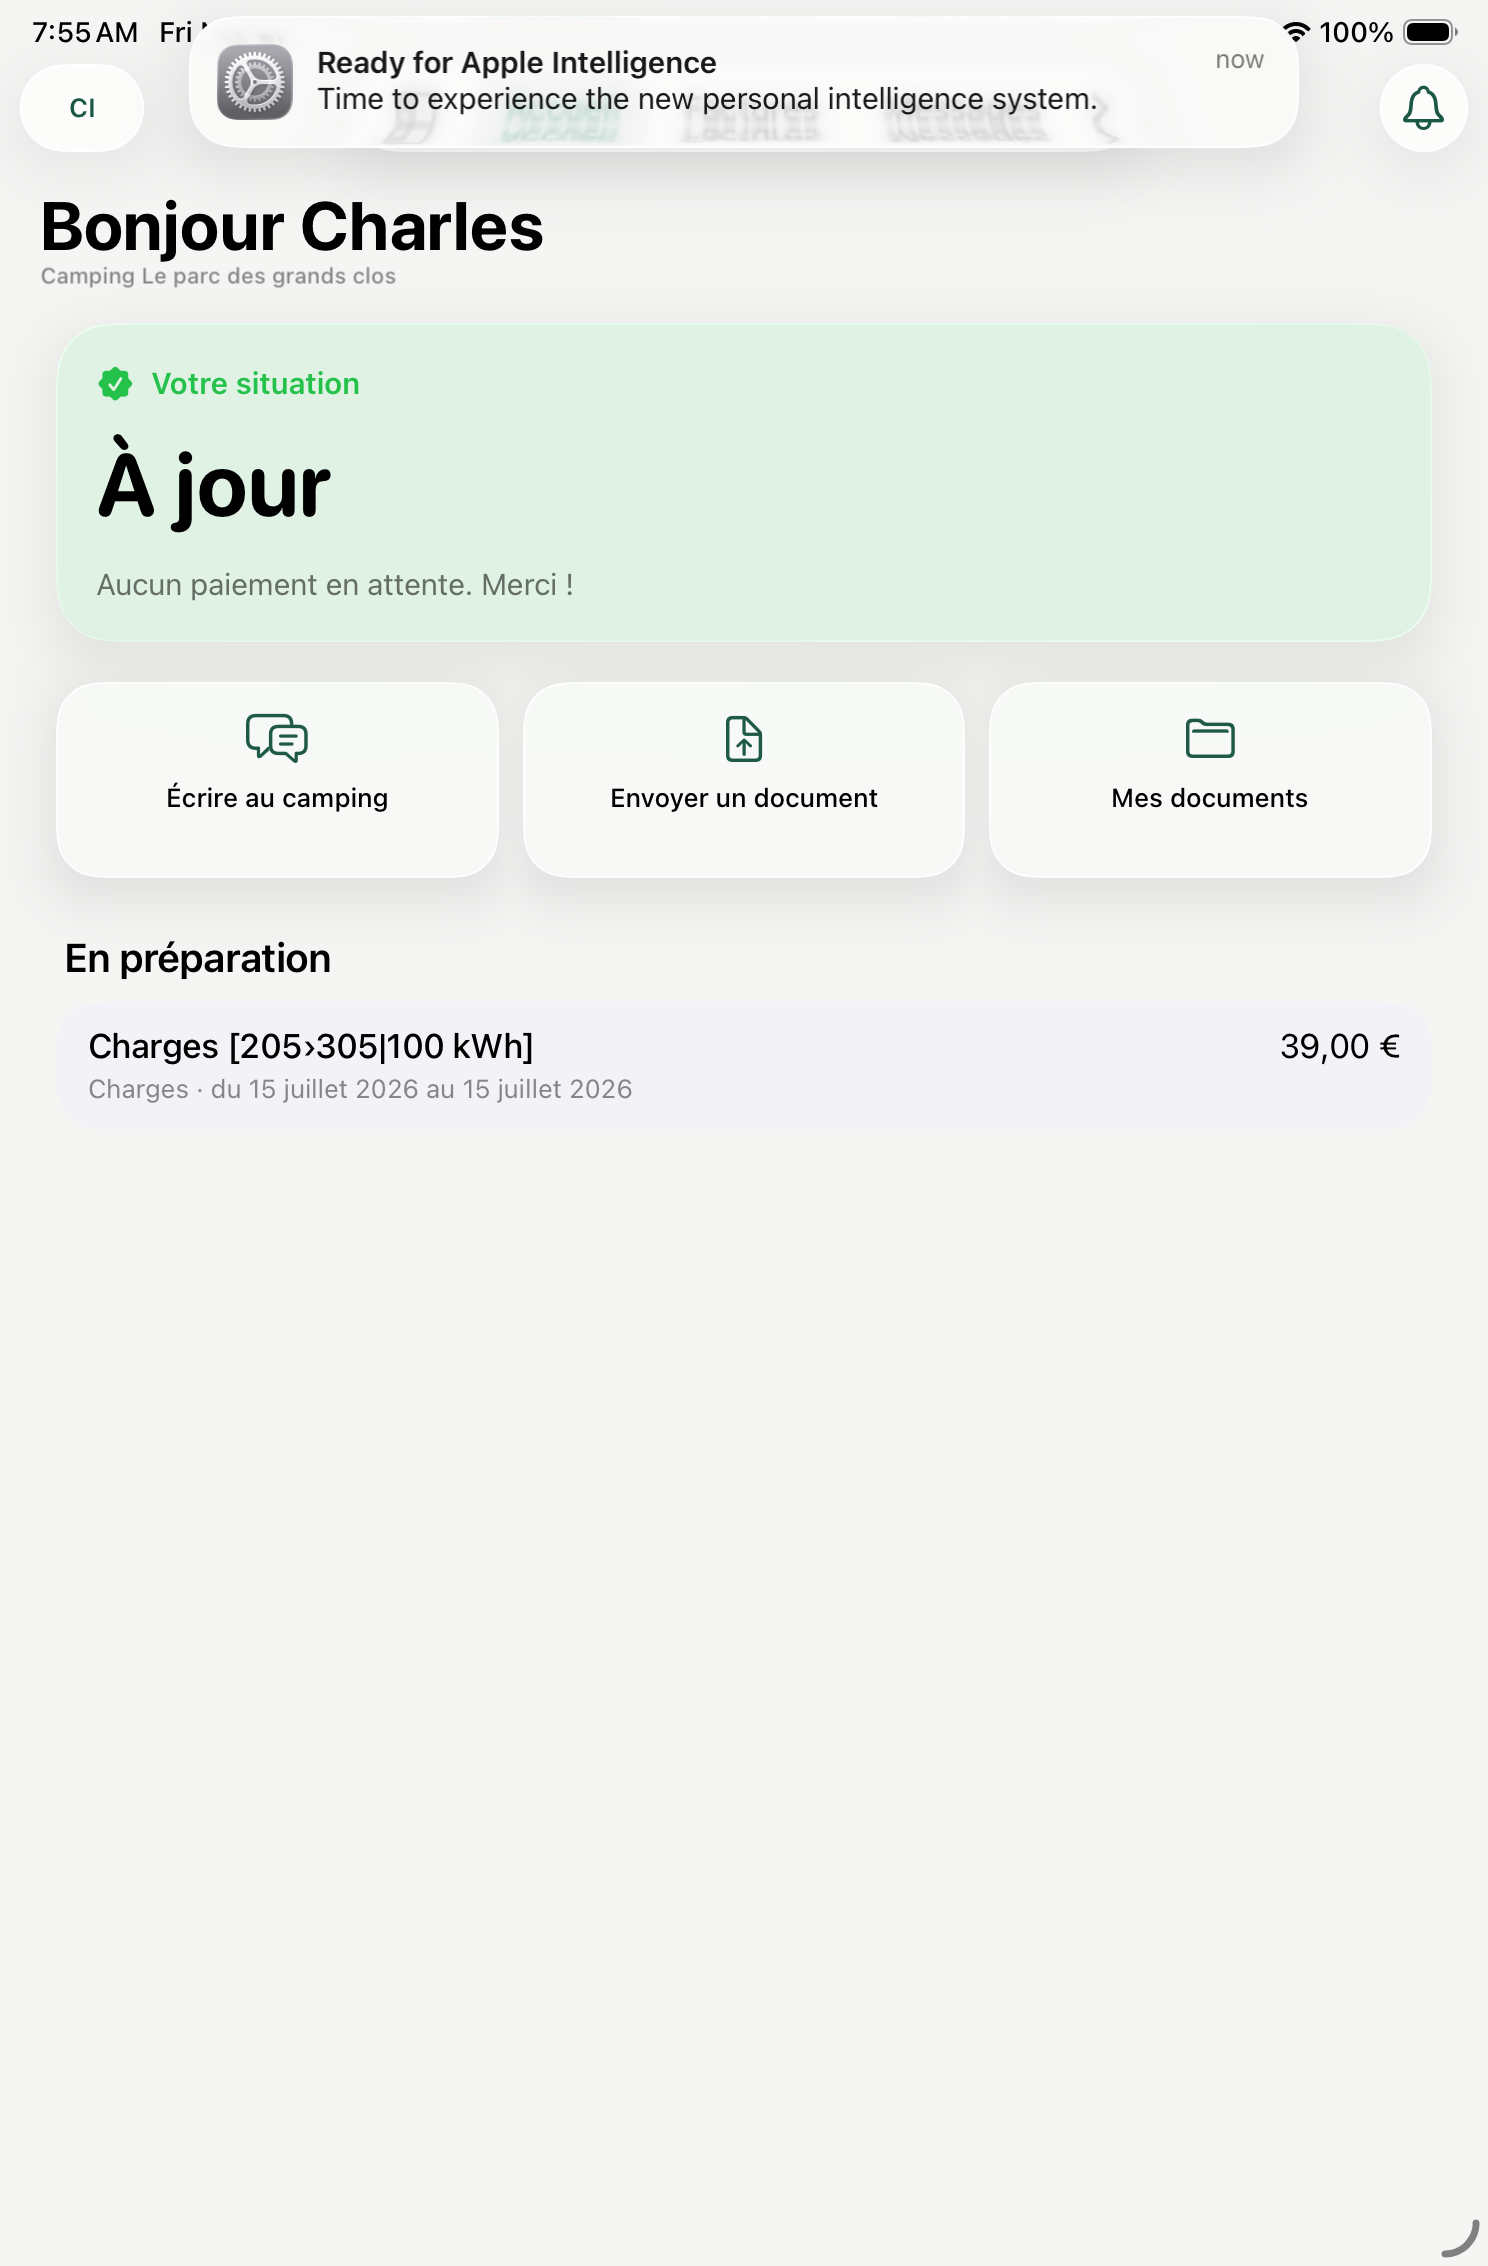 7:55 AM Fri
100%
Ready for Apple Intelligence
now
Time to experience the new personal intelligence system.
CI
Accueil
Factures
Messages
Bonjour Charles
Camping Le parc des grands clos
Votre situation
À jour
Aucun paiement en attente. Merci !
Écrire au camping
Envoyer un document
Mes documents
En préparation
Charges [205›305|100 kWh]
39,00 €
Charges · du 15 juillet 2026 au 15 juillet 2026